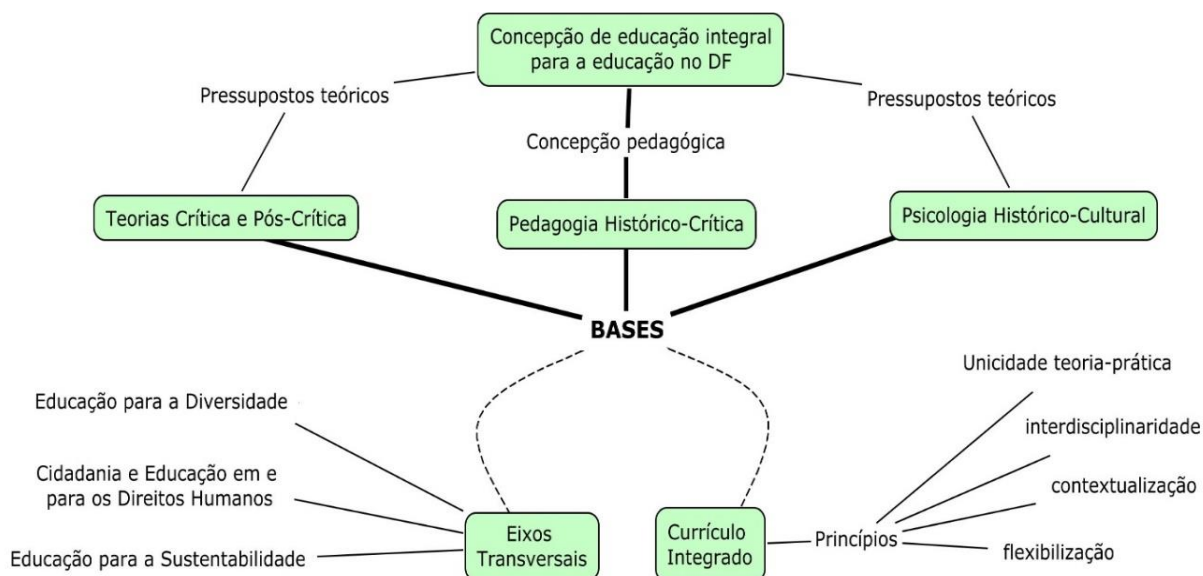 Concepção de educação integral
para a educação no DF
Pressupostos teóricos
Pressupostos teóricos
Concepção pedagógica
Teorias Crítica e Pós-Crítica
Pedagogia Histórico-Crítica
Psicologia Histórico-Cultural
BASES
Educação para a Diversidade
Cidadania e Educação em e
para os Direitos Humanos
Educação para a Sustentabilidade
Eixos
Transversais
Currículo
Integrado
Princípios
Unicidade teoria-prática
interdisciplinaridade
contextualização
flexibilização